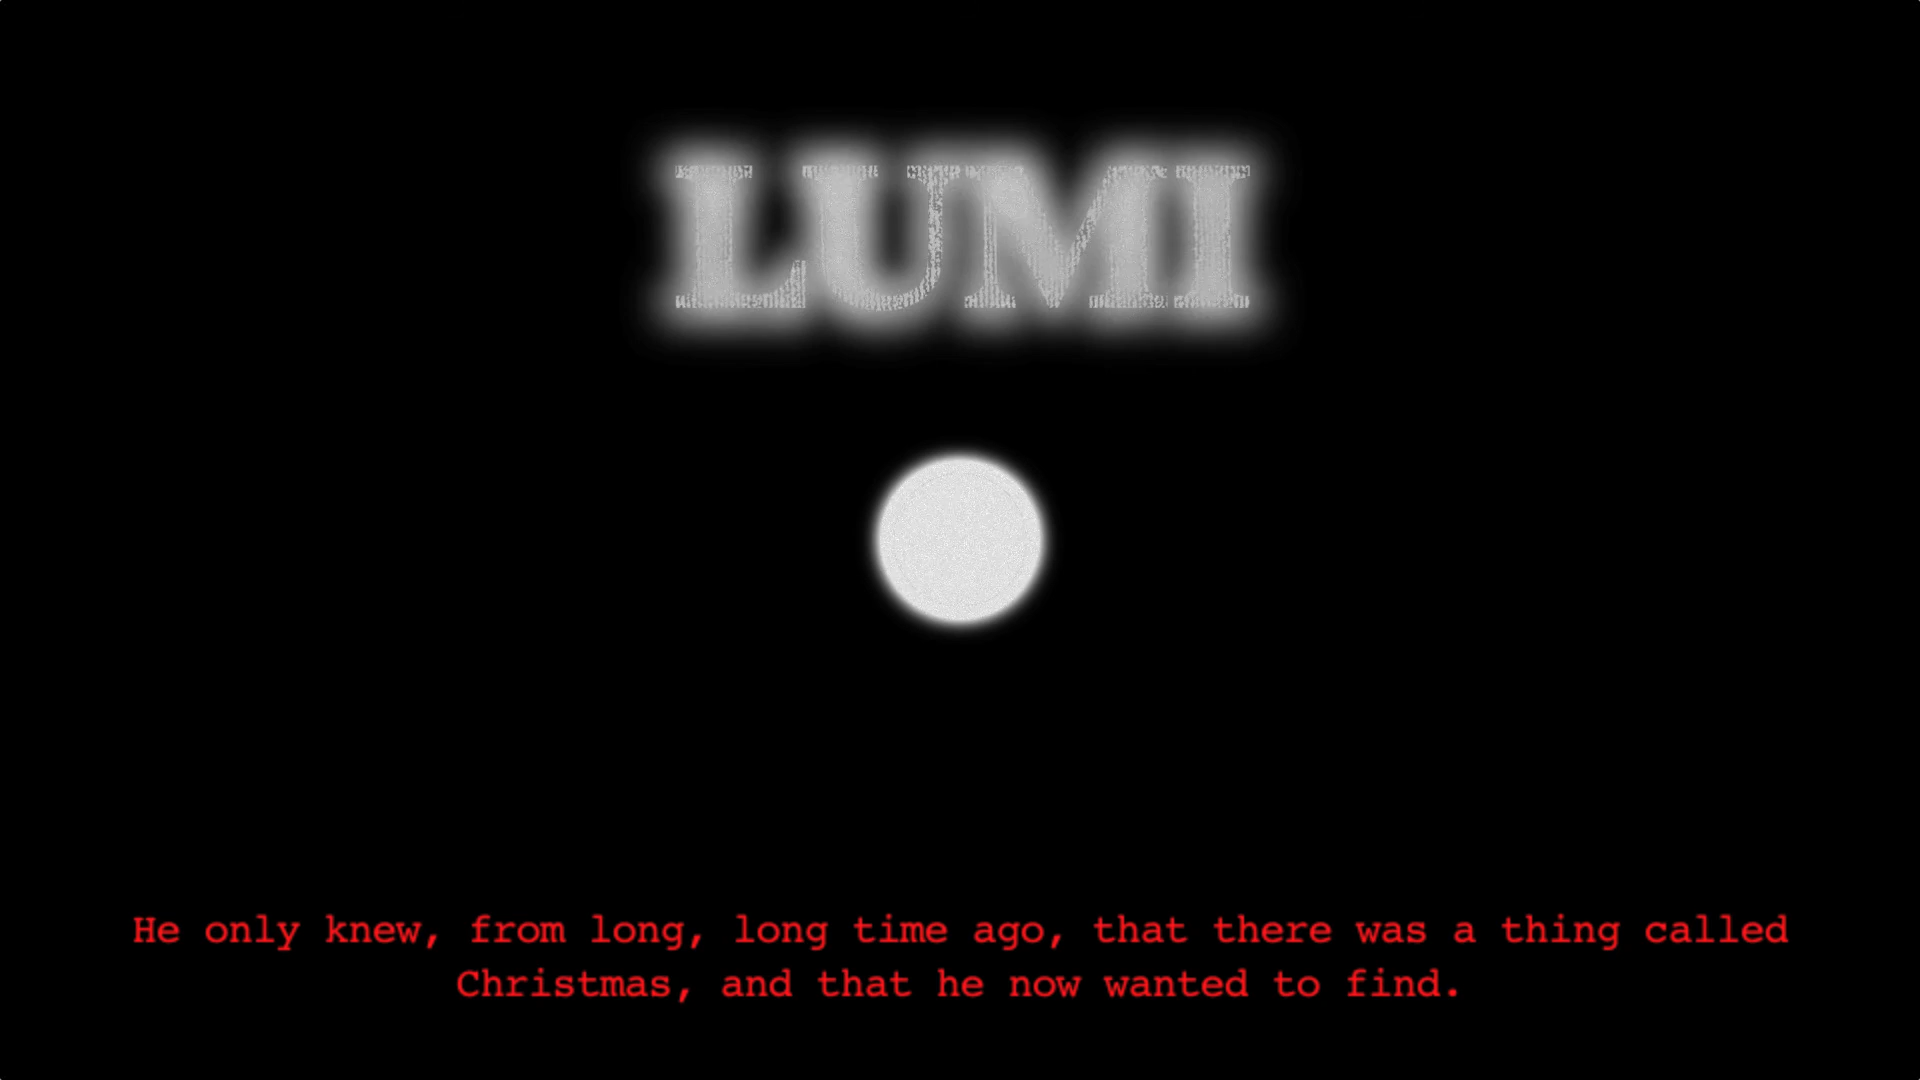 LUMI
He only knew, from long, long time ago, that there was a thing called
Christmas, and that he now wanted to find.